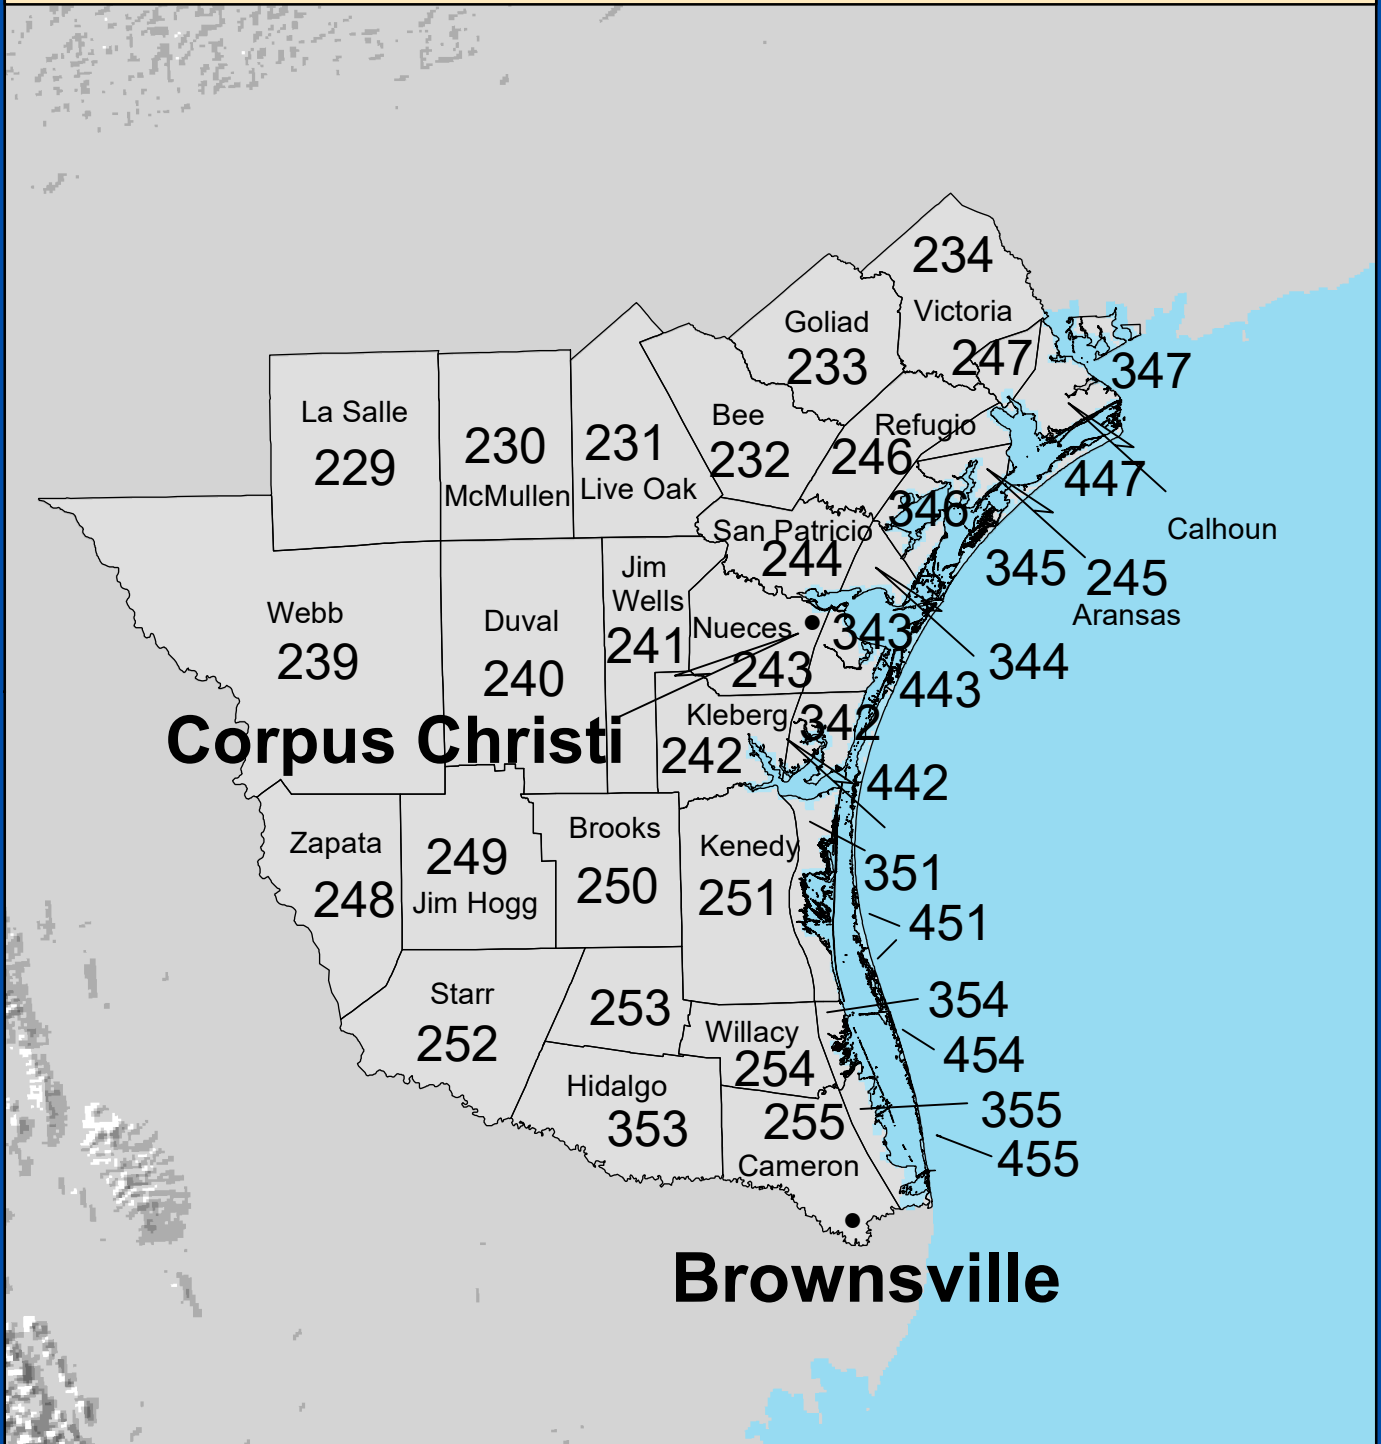 234
Victoria
Goliad
233
247
347
La Salle
229
230
McMullen
231
Live Oak
Bee
232
Refugio
246
447
346
Calhoun
San Patricio
244
345
245
Aransas
Jim
Wells
241
Webb
239
Duval
240
Nueces
243
343
344
443
Corpus Christi
Kleberg
242
342
442
Zapata
248
249
Jim Hogg
Brooks
250
Kenedy
251
351
451
Starr
252
253
354
Willacy
254
454
Hidalgo
353
255
Cameron
355
455
Brownsville